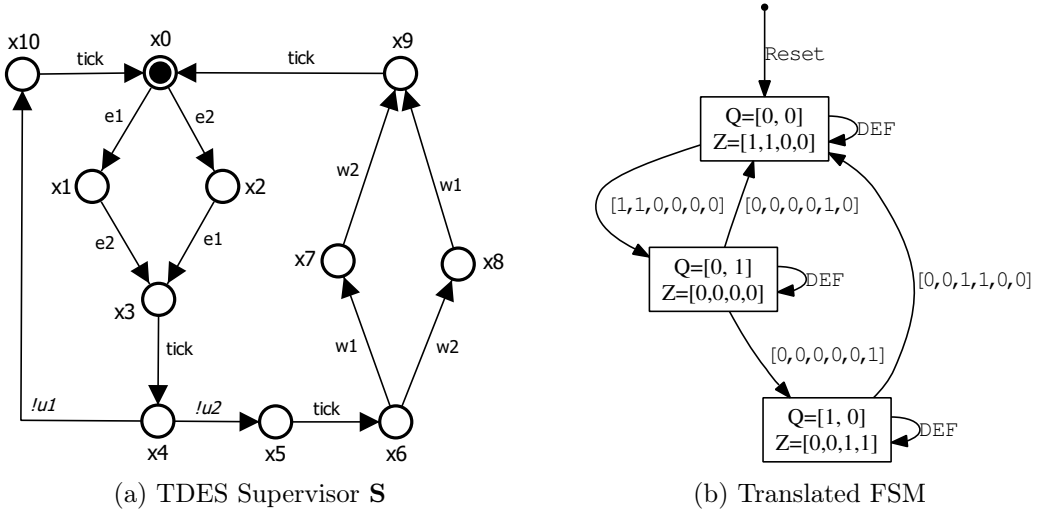 x10
x0
x9
tick
tick
Reset
e1
e2
Q=[0, 0]
Z=[1,1,0,0]
DEF
x1
x2
w2
w1
[1,1,0,0,0,0]
[0,0,0,0,1,0]
e2
e1
x7
x8
Q=[0, 1]
Z=[0,0,0,0]
DEF
[0,0,1,1,0,0]
x3
tick
w1
w2
[0,0,0,0,0,1]
!u1
!u2
tick
x4
x5
x6
Q=[1, 0]
Z=[0,0,1,1]
DEF
(a) TDES Supervisor S
(b) Translated FSM